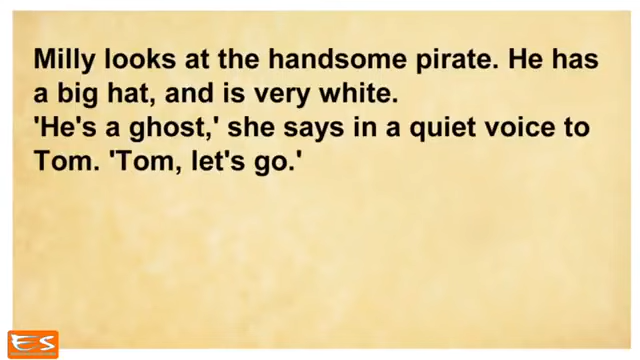 Milly looks at the handsome pirate. He has
a big hat, and is very white.
'He's a ghost,' she says in a quiet voice to
Tom. 'Tom, let's go.'
ES